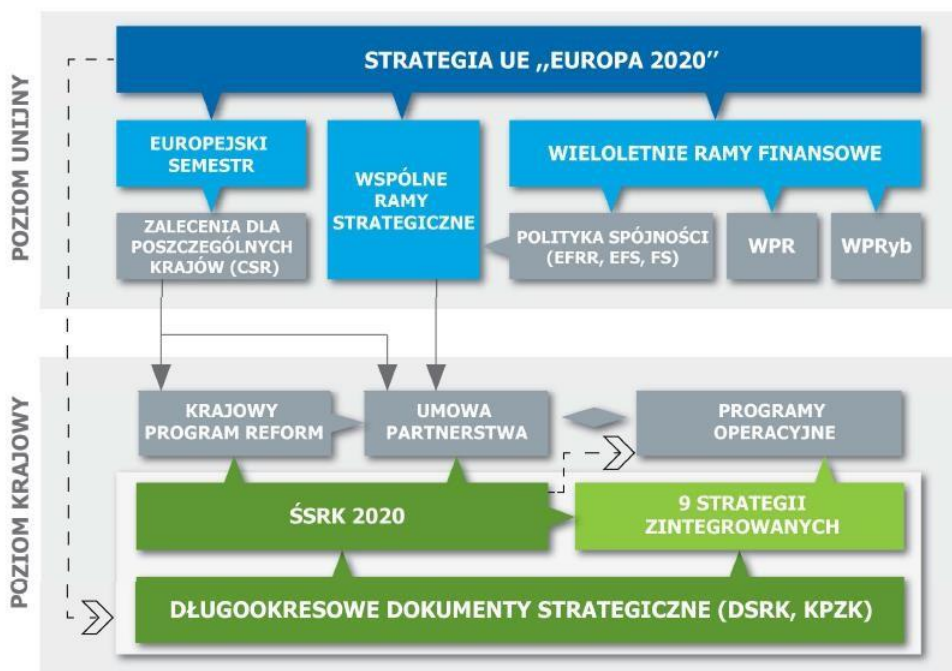 POZIOM UNIJNY
STRATEGIA UE ,,EUROPA 2020”
EUROPEJSKI
SEMESTR
WSPÓLNE
RAMY
STRATEGICZNE
WIELOLETNIE RAMY FINANSOWE
ZALECENIA DLA
POSZCZEGÓLNYCH
KRAJÓW (CSR)
POLITYKA SPÓJNOŚCI
(EFRR, EFS, FS)
WPR
WPRyb
POZIOM KRAJOWY
KRAJOWY
PROGRAM REFORM
UMOWA
PARTNERSTWA
PROGRAMY
OPERACYJNE
ŚSRK 2020
9 STRATEGII
ZINTEGROWANYCH
DŁUGOOKRESOWE DOKUMENTY STRATEGICZNE (DSRK, KPZK)